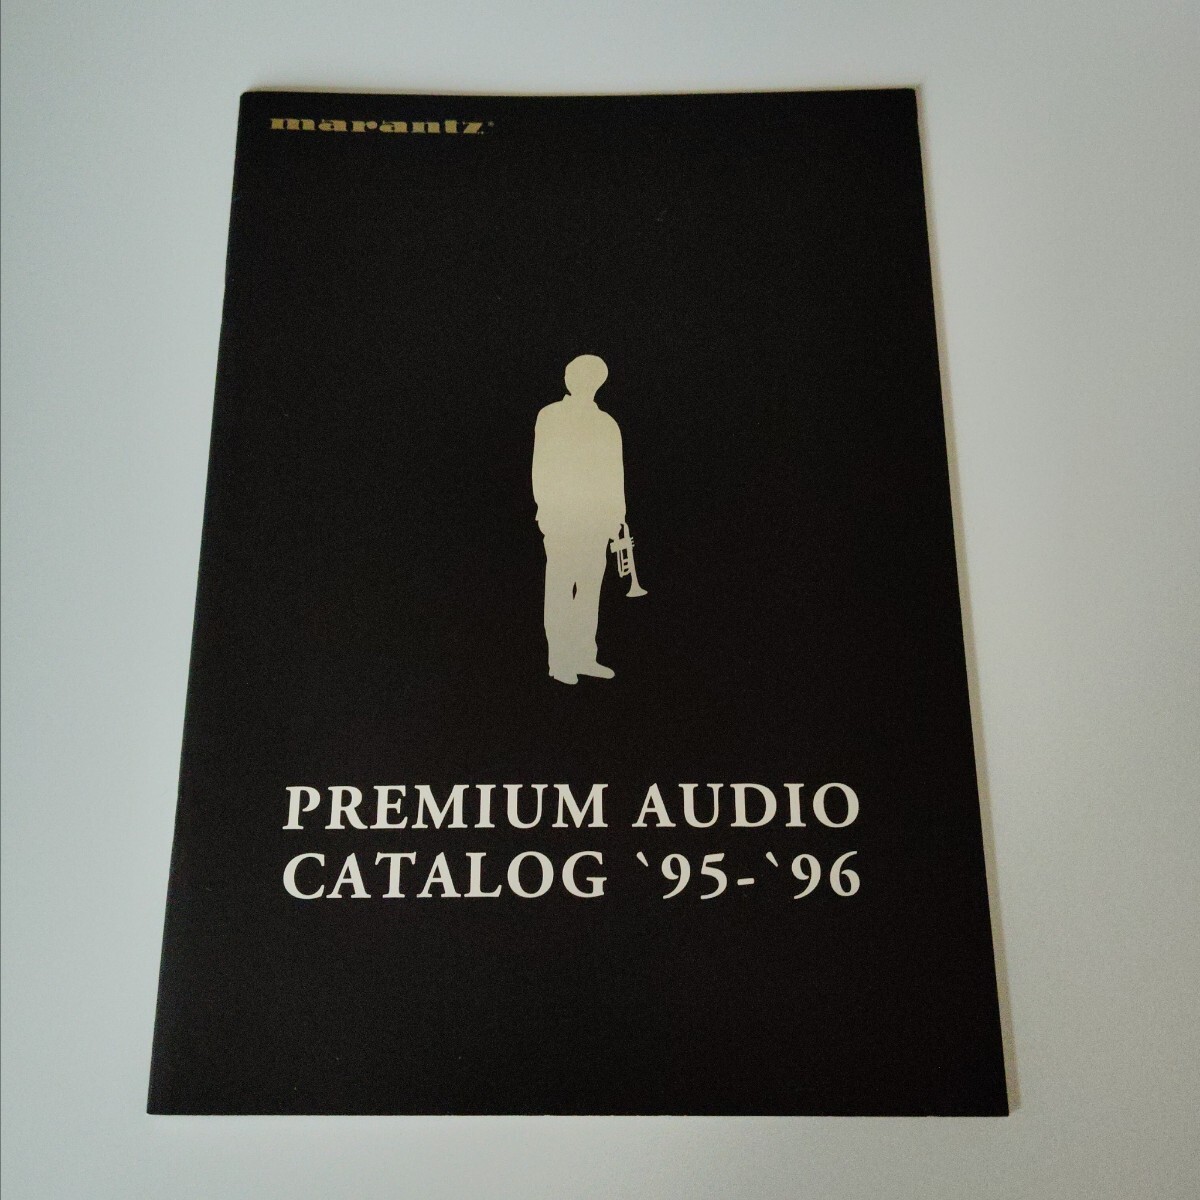 marantz
PREMIUM AUDIO
CATALOG `95-`96